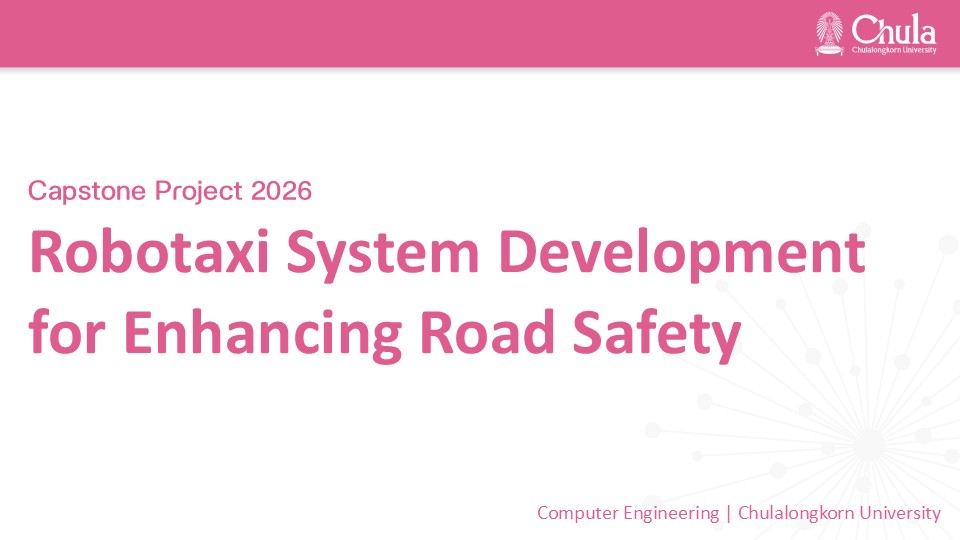 Chula
Chulalongkorn University
Capstone Project 2026
Robotaxi System Development
for Enhancing Road Safety
Computer Engineering | Chulalongkorn University